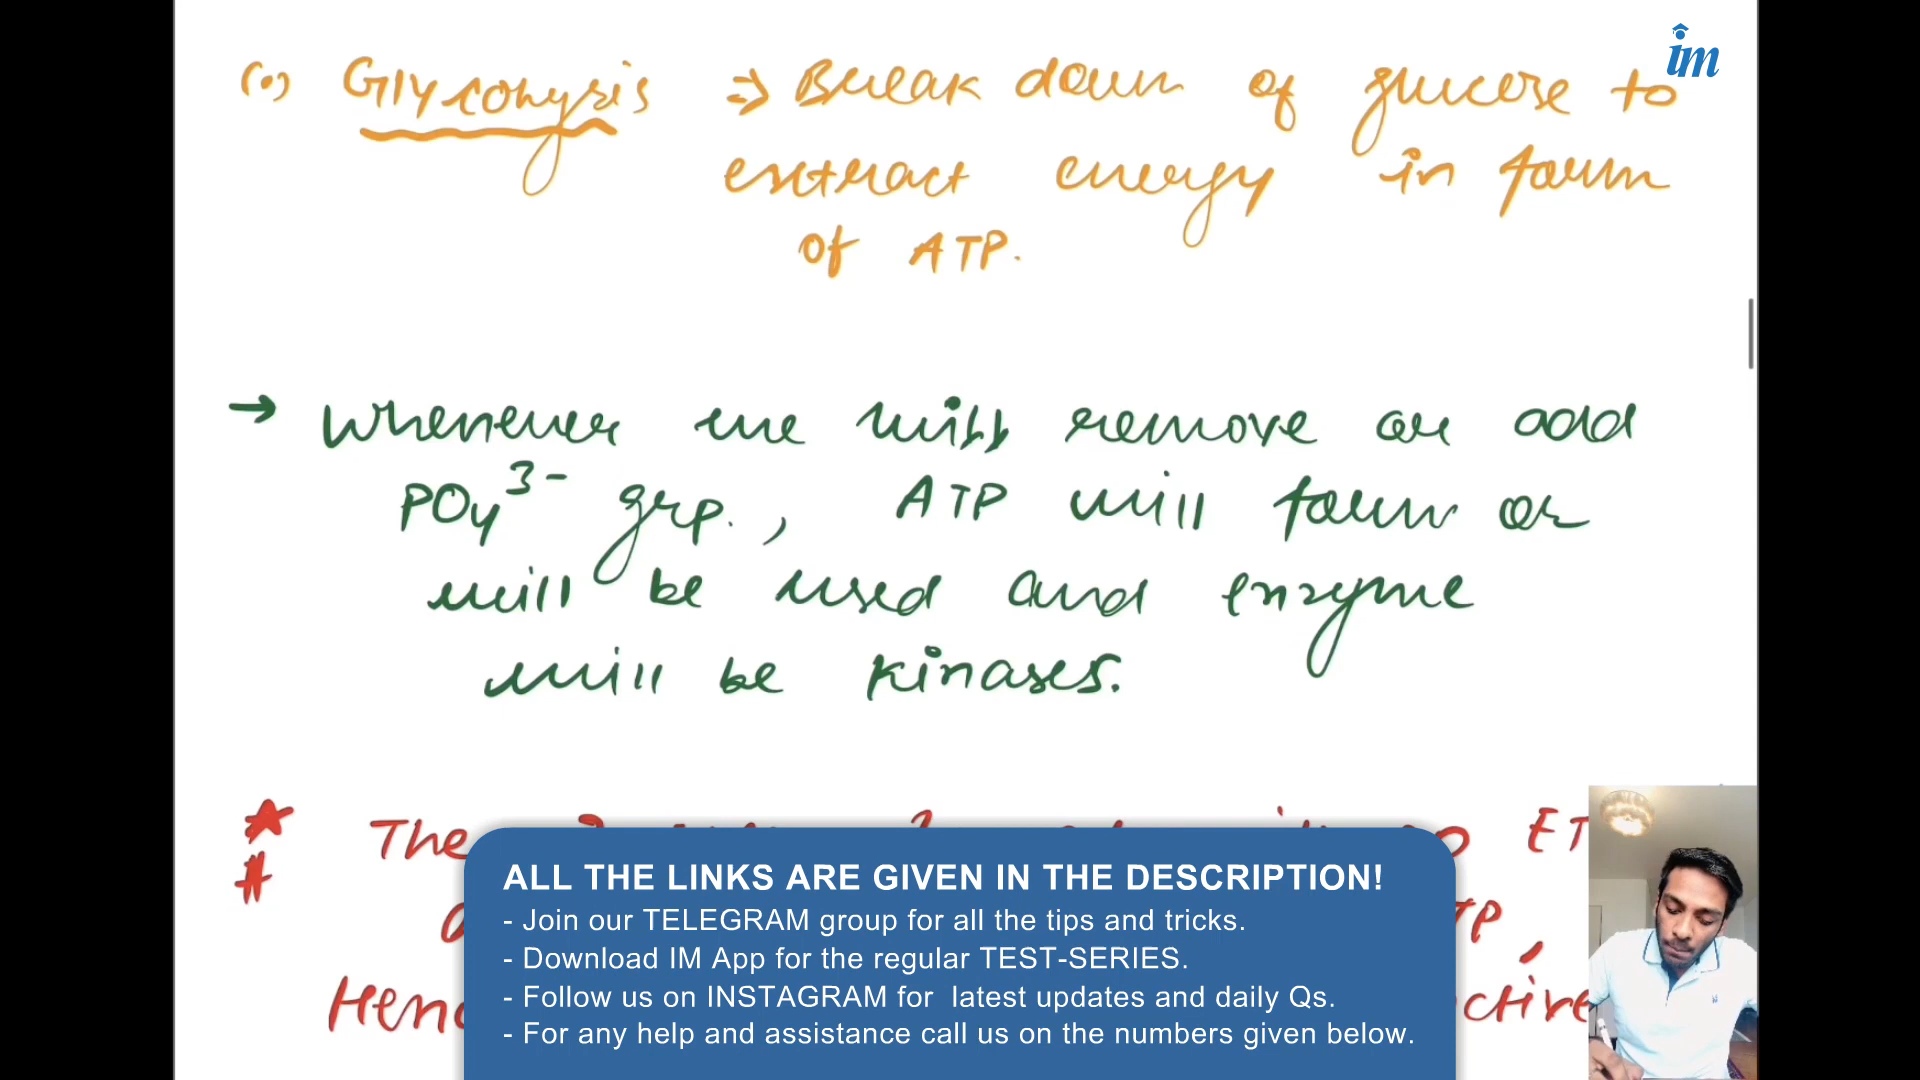 im
(o) Glycolysis => Break down of glucose to
extract energy in form
of ATP.
→ Whenever we will remove or add
PO4 3- grp., ATP will form or
will be used and enzyme
will be kinases.
* The ET
#
TP,
Hen ctive
ALL THE LINKS ARE GIVEN IN THE DESCRIPTION!
- Join our TELEGRAM group for all the tips and tricks.
- Download IM App for the regular TEST-SERIES.
- Follow us on INSTAGRAM for latest updates and daily Qs.
- For any help and assistance call us on the numbers given below.